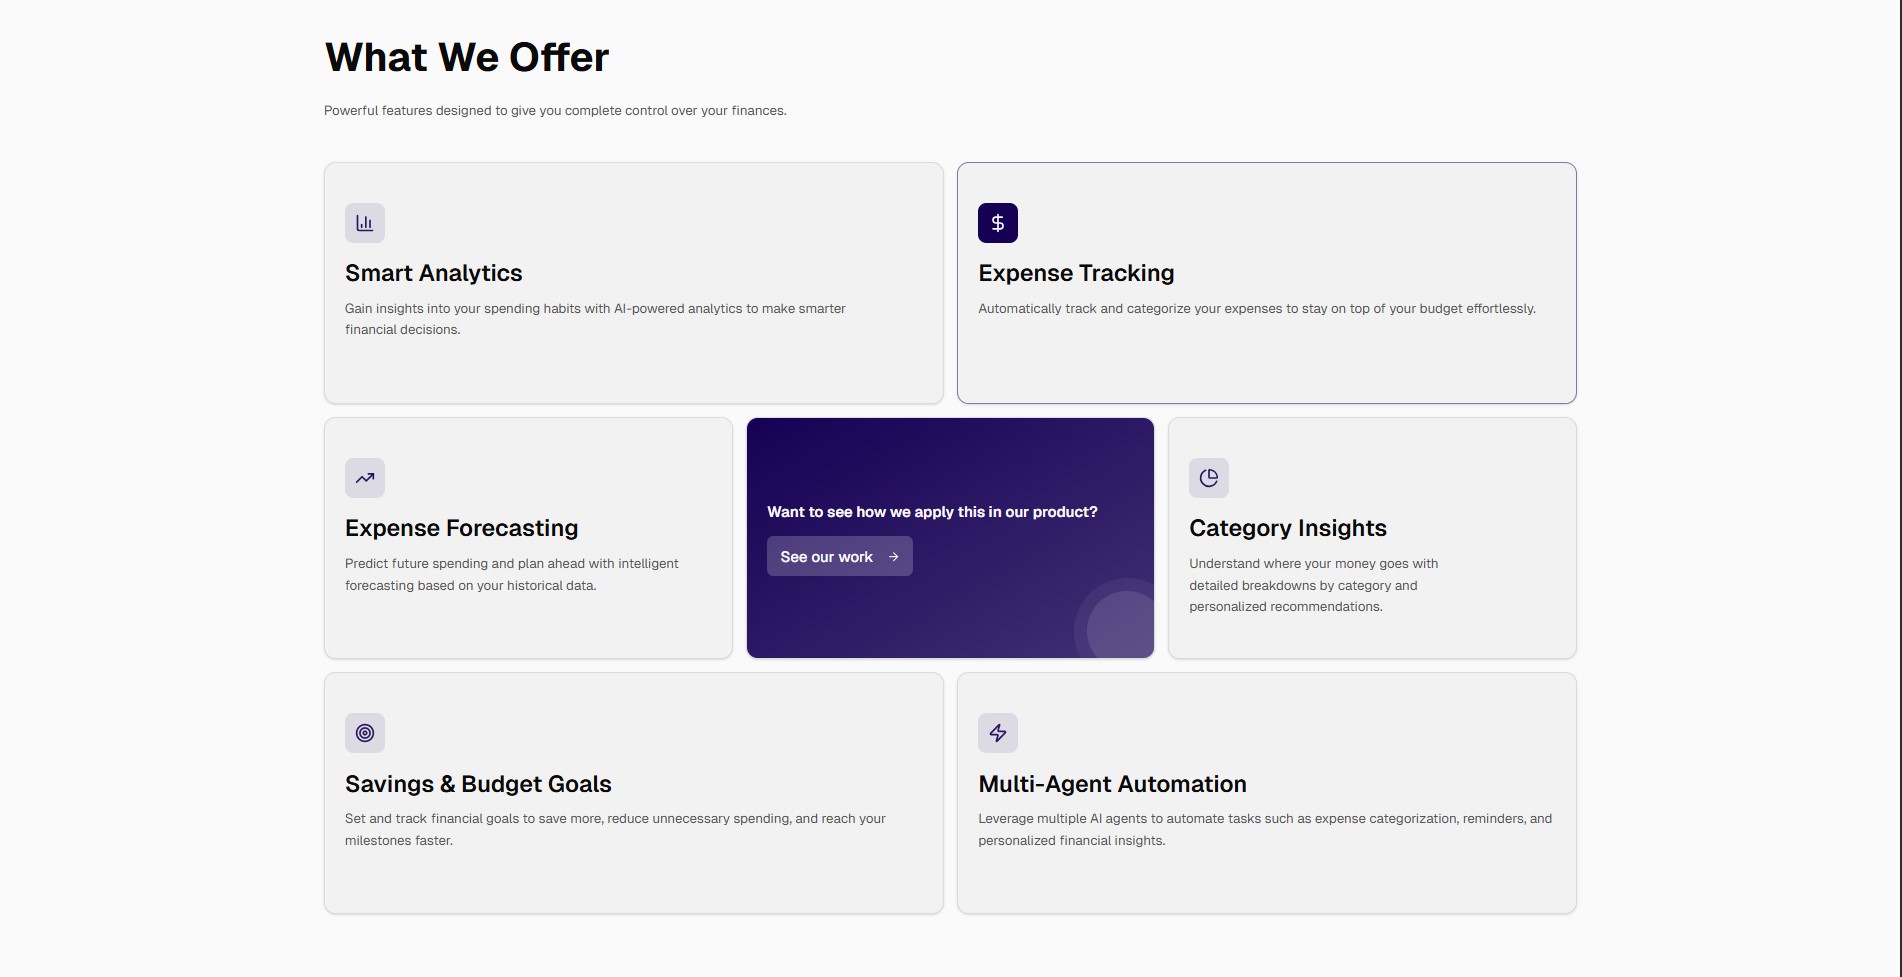 What We Offer
Powerful features designed to give you complete control over your finances.
Smart Analytics
Gain insights into your spending habits with AI-powered analytics to make smarter
financial decisions.
Expense Tracking
Automatically track and categorize your expenses to stay on top of your budget effortlessly.
Expense Forecasting
Predict future spending and plan ahead with intelligent
forecasting based on your historical data.
Want to see how we apply this in our product?
See our work →
Category Insights
Understand where your money goes with
detailed breakdowns by category and
personalized recommendations.
Savings & Budget Goals
Set and track financial goals to save more, reduce unnecessary spending, and reach your
milestones faster.
Multi-Agent Automation
Leverage multiple AI agents to automate tasks such as expense categorization, reminders, and
personalized financial insights.